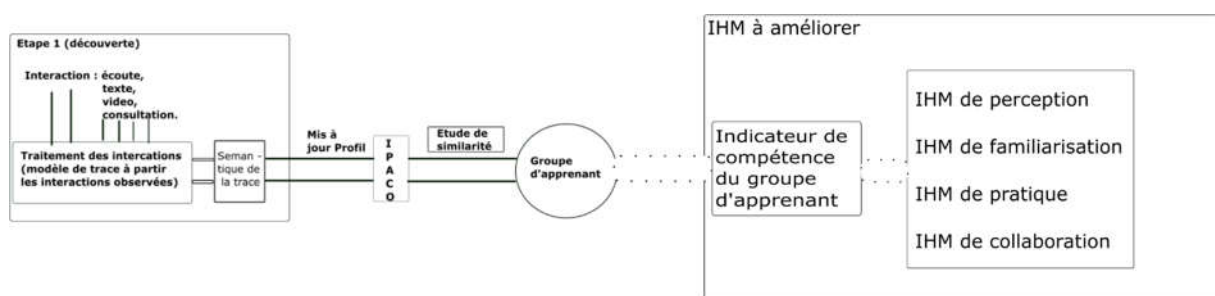 Etape 1 (découverte)
Interaction : écoute,
texte,
video,
consultation.
Traitement des intercations
(modèle de trace à partir
les interactions observées)
Seman -
tique de
la trace
Mis à
jour Profil
I
P
A
C
O
Etude de
similarité
Groupe
d'apprenant
IHM à améliorer
Indicateur de
compétence
du groupe
d'apprenant
IHM de perception
IHM de familiarisation
IHM de pratique
IHM de collaboration